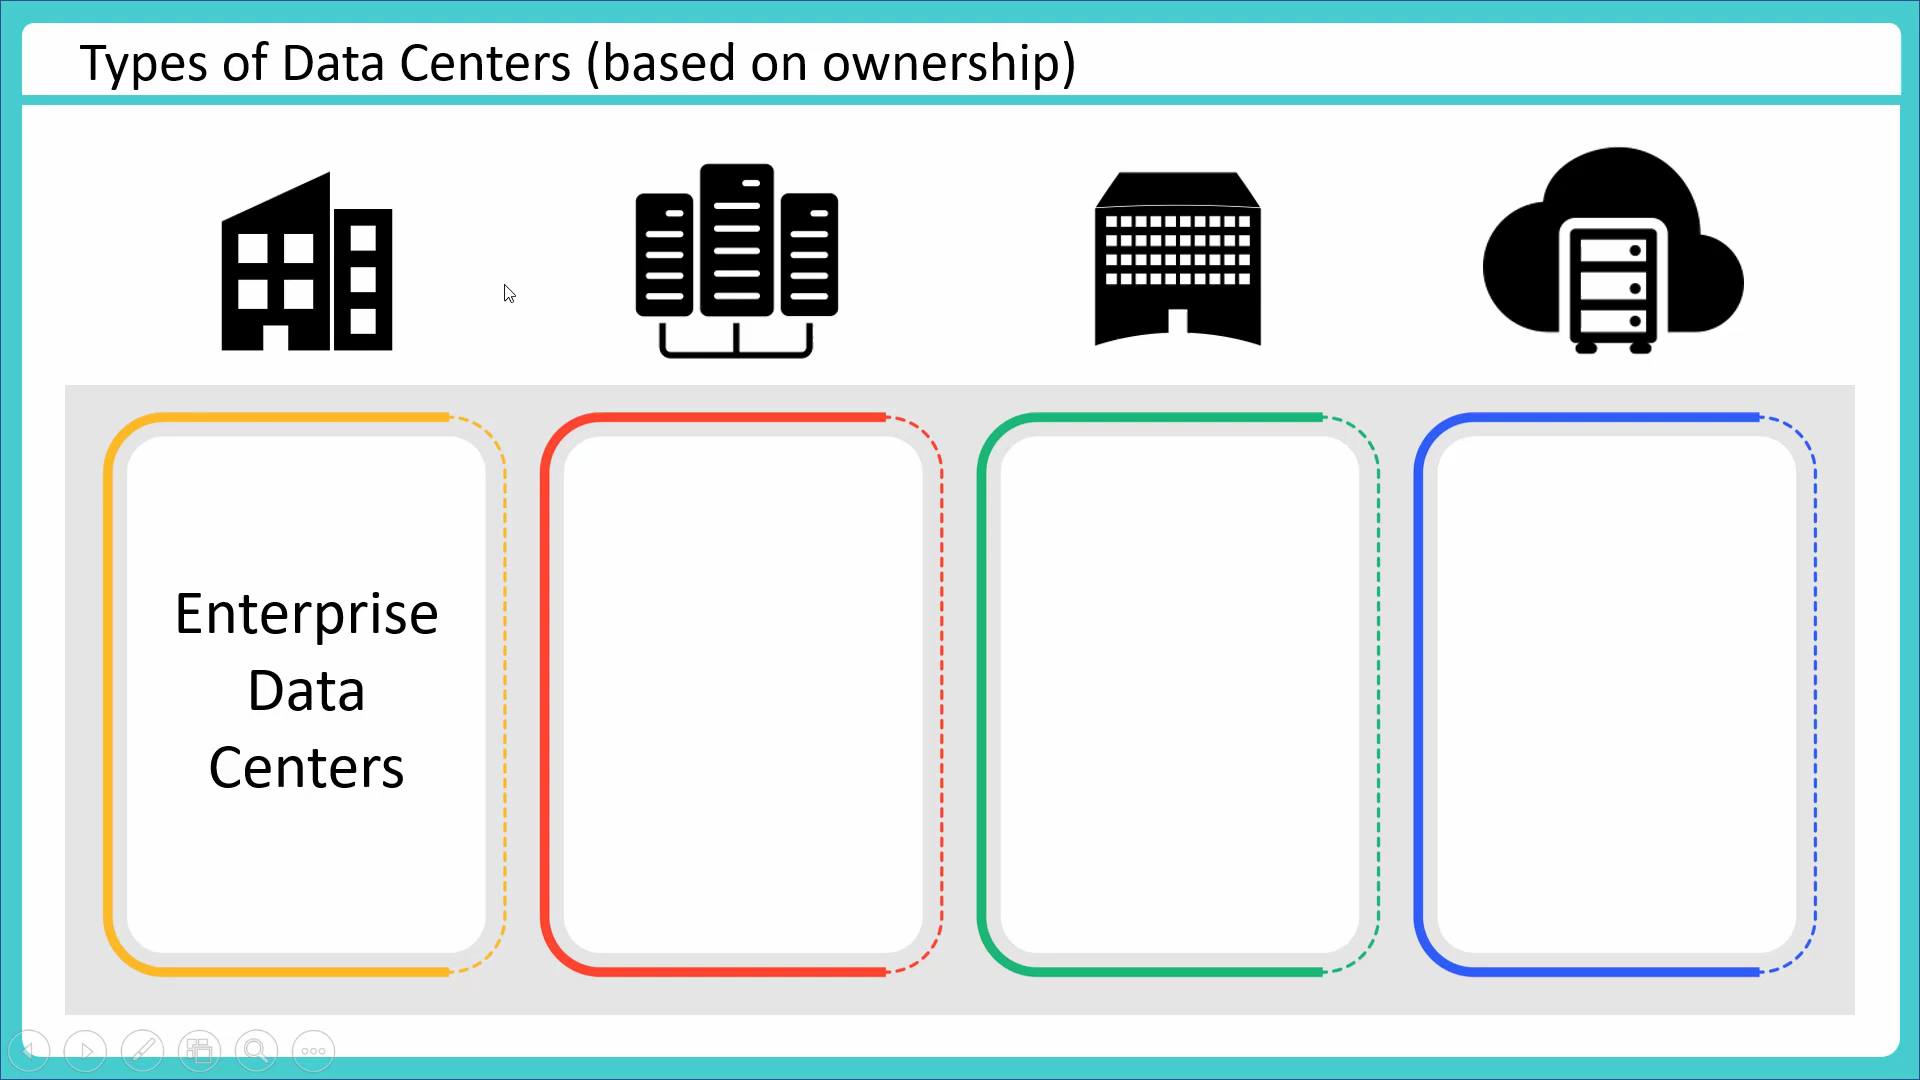 Types of Data Centers (based on ownership)
Enterprise
Data
Centers